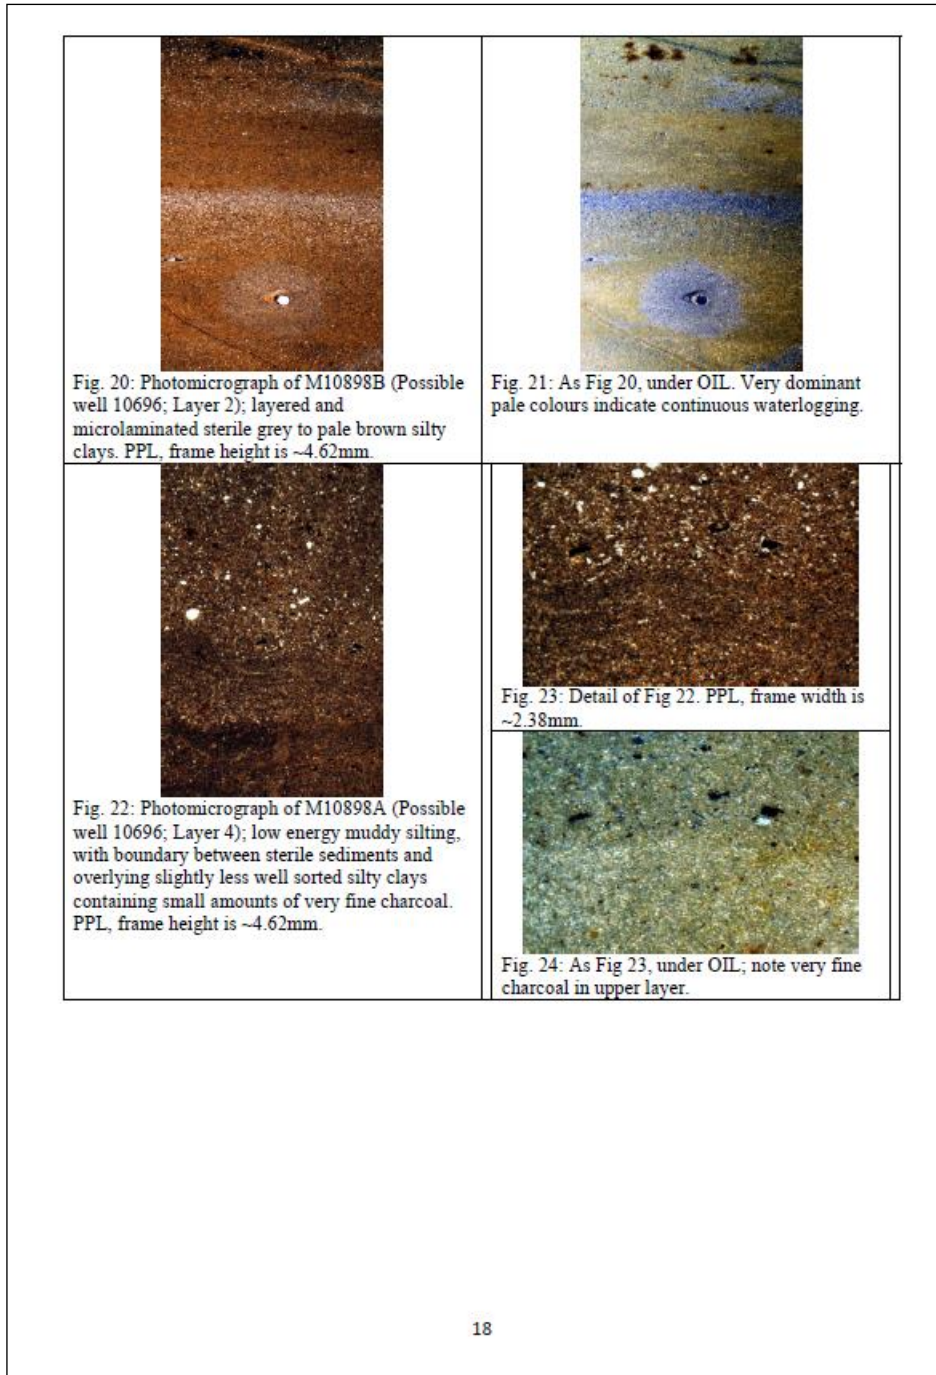 Fig. 20: Photomicrograph of M10898B (Possible
well 10696; Layer 2); layered and
microlaminated sterile grey to pale brown silty
clays. PPL, frame height is ~4.62mm.
Fig. 21: As Fig 20, under OIL. Very dominant
pale colours indicate continuous waterlogging.
Fig. 22: Photomicrograph of M10898A (Possible
well 10696; Layer 4); low energy muddy silting,
with boundary between sterile sediments and
overlying slightly less well sorted silty clays
containing small amounts of very fine charcoal.
PPL, frame height is ~4.62mm.
Fig. 23: Detail of Fig 22. PPL, frame width is
~2.38mm.
Fig. 24: As Fig 23, under OIL; note very fine
charcoal in upper layer.
18